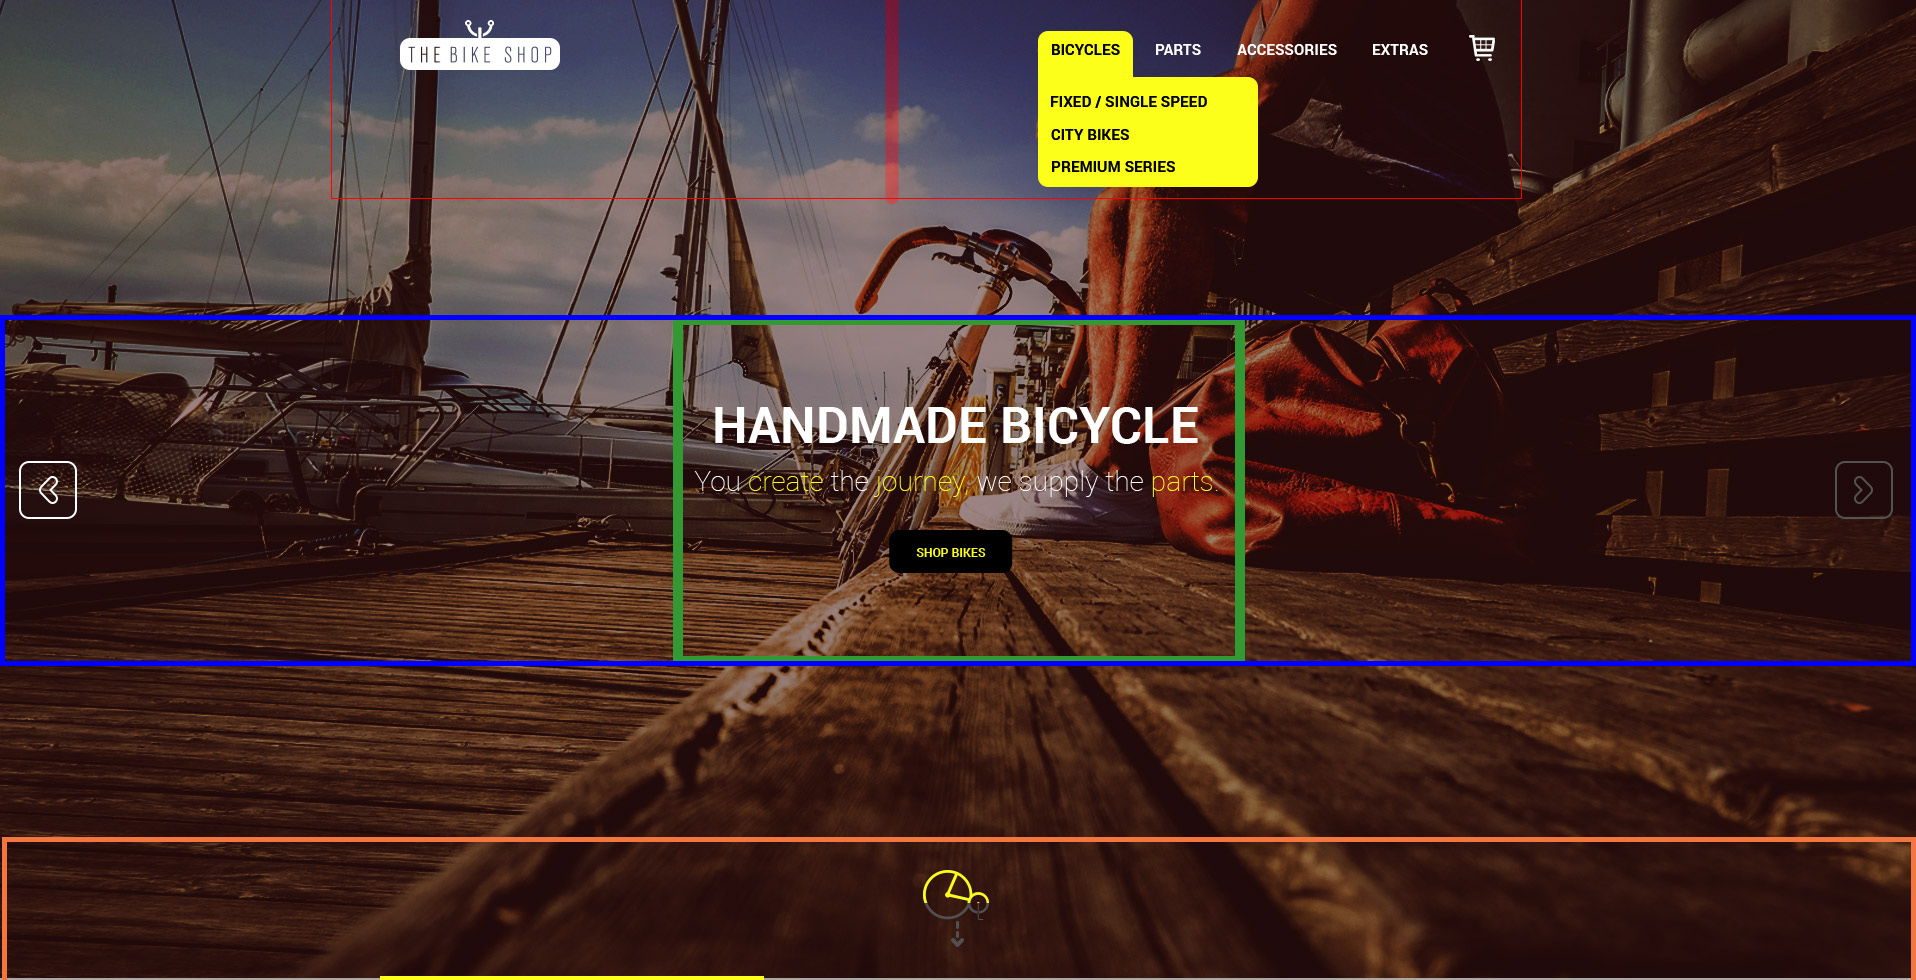 THE BIKE SHOP
BICYCLES PARTS ACCESSORIES EXTRAS
FIXED / SINGLE SPEED
CITY BIKES
PREMIUM SERIES
HANDMADE BICYCLE
You create the journey, we supply the parts.
SHOP BIKES